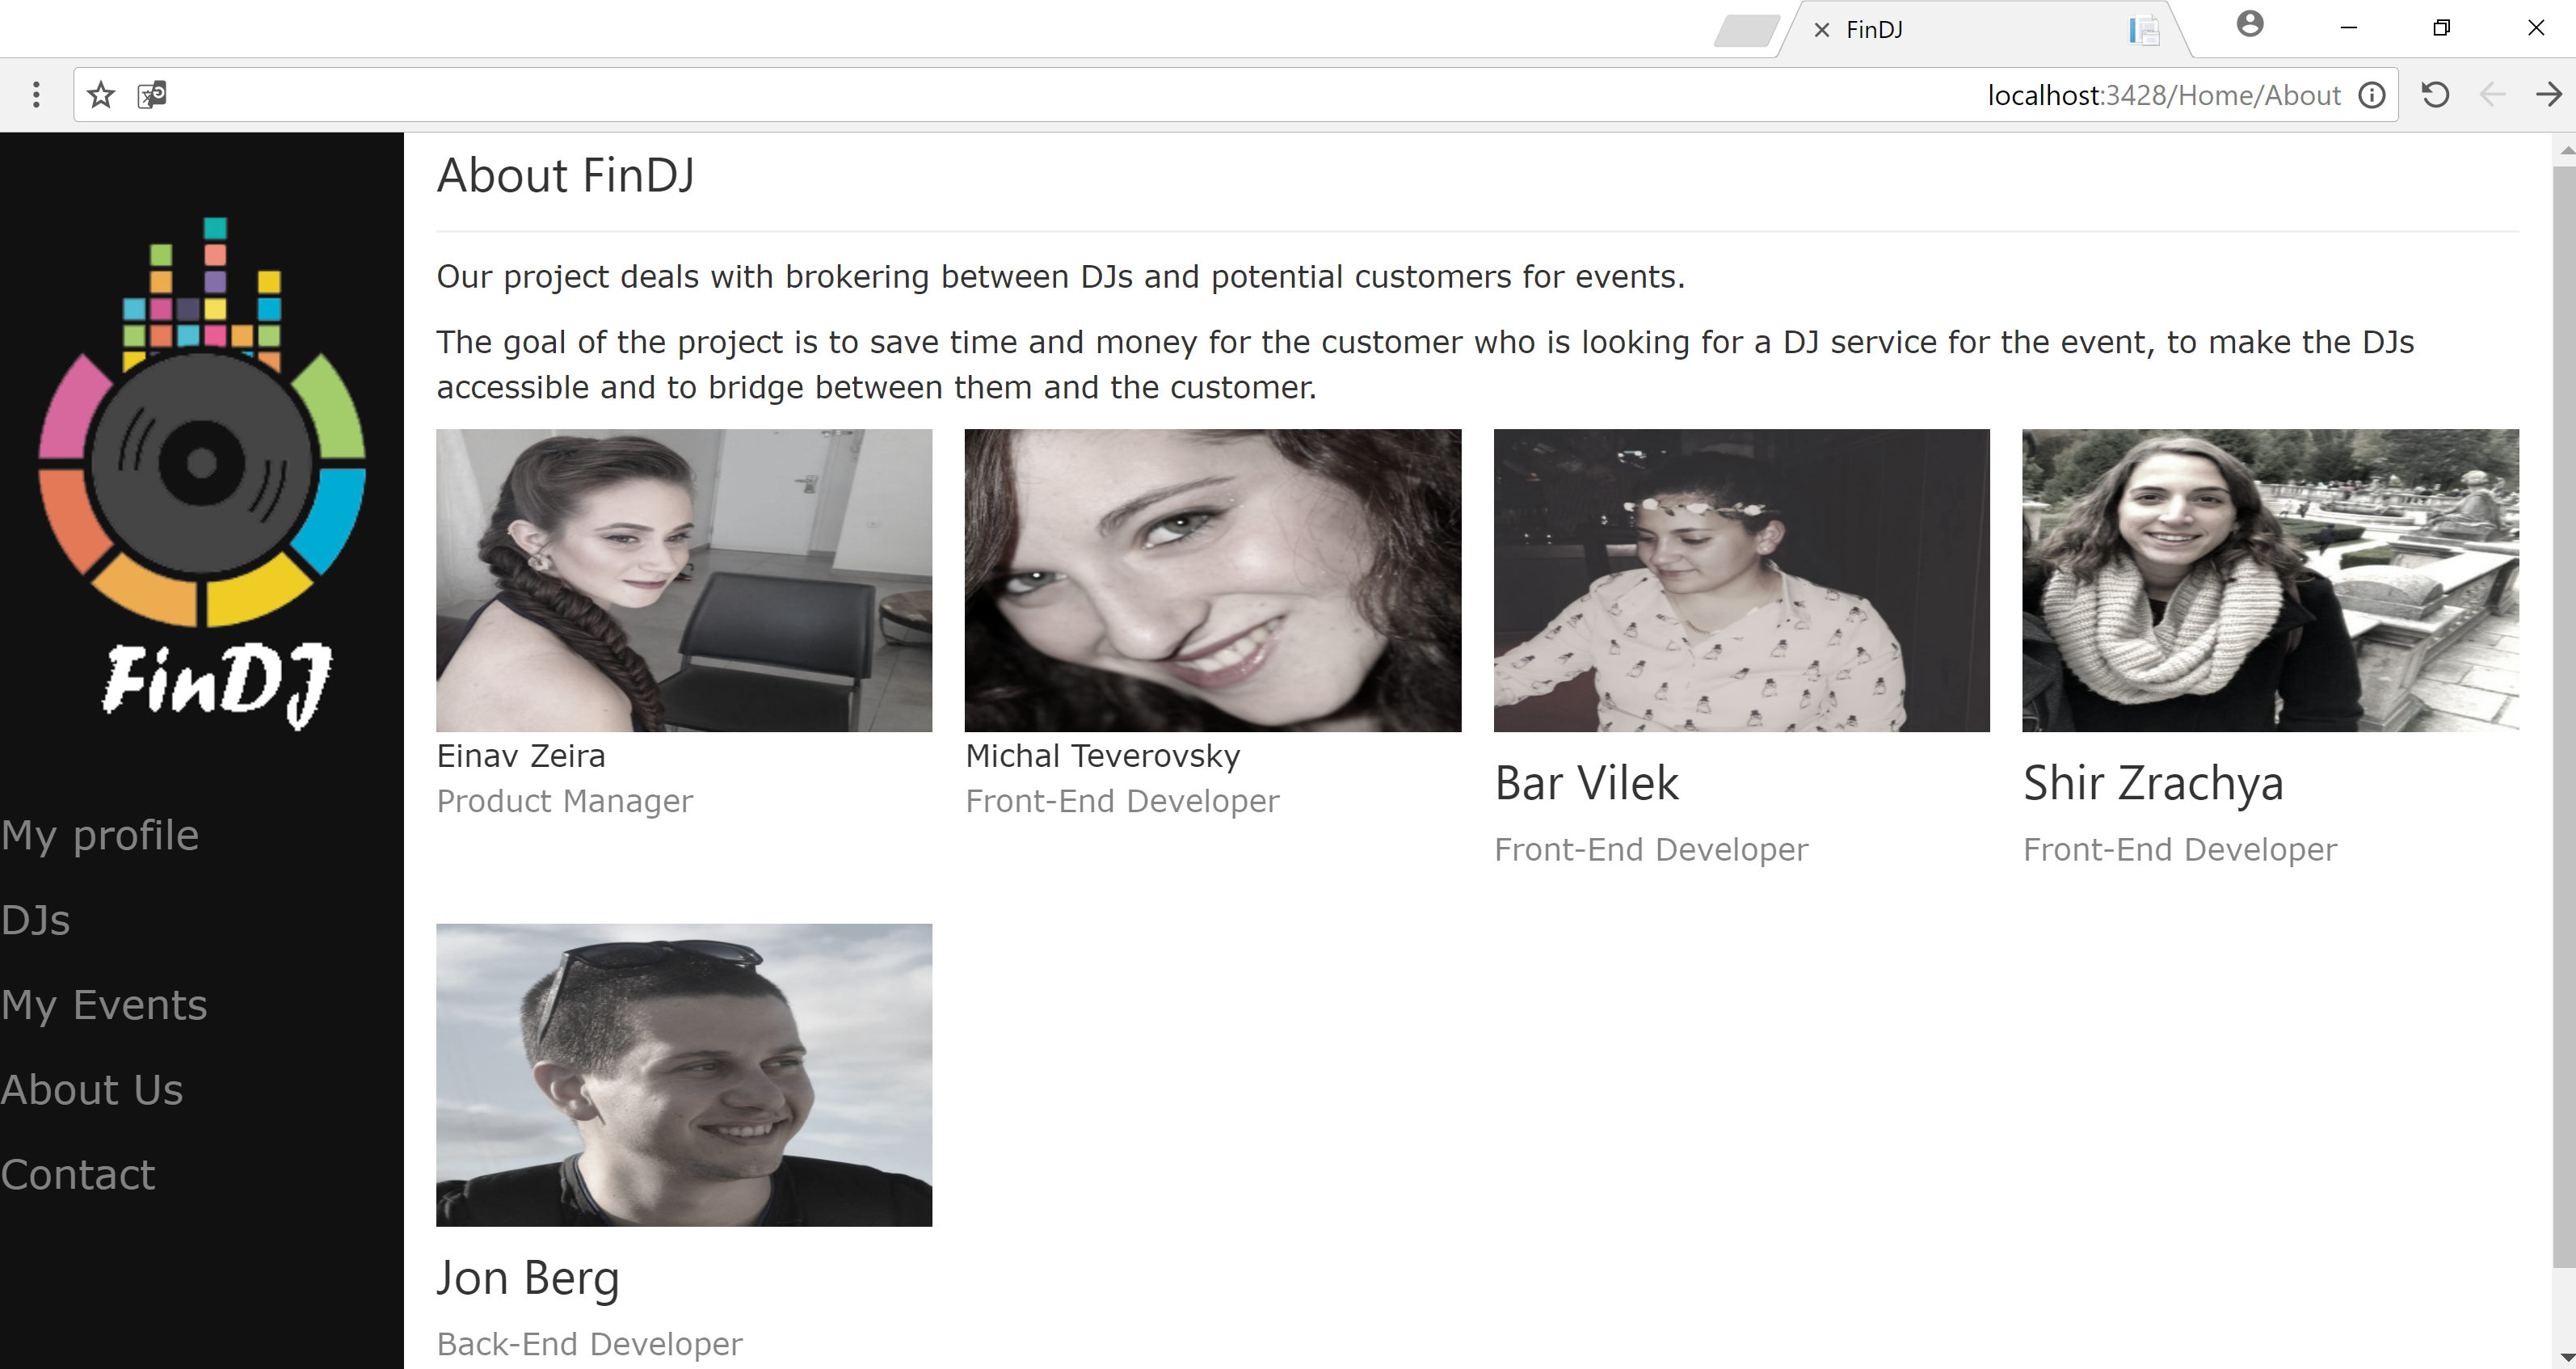 FinDJ
localhost:3428/Home/About
FinDJ
My profile
DJs
My Events
About Us
Contact
About FinDJ
Our project deals with brokering between DJs and potential customers for events.
The goal of the project is to save time and money for the customer who is looking for a DJ service for the event, to make the DJs
accessible and to bridge between them and the customer.
Einav Zeira
Product Manager
Michal Teverovsky
Front-End Developer
Bar Vilek
Front-End Developer
Shir Zrachya
Front-End Developer
Jon Berg
Back-End Developer